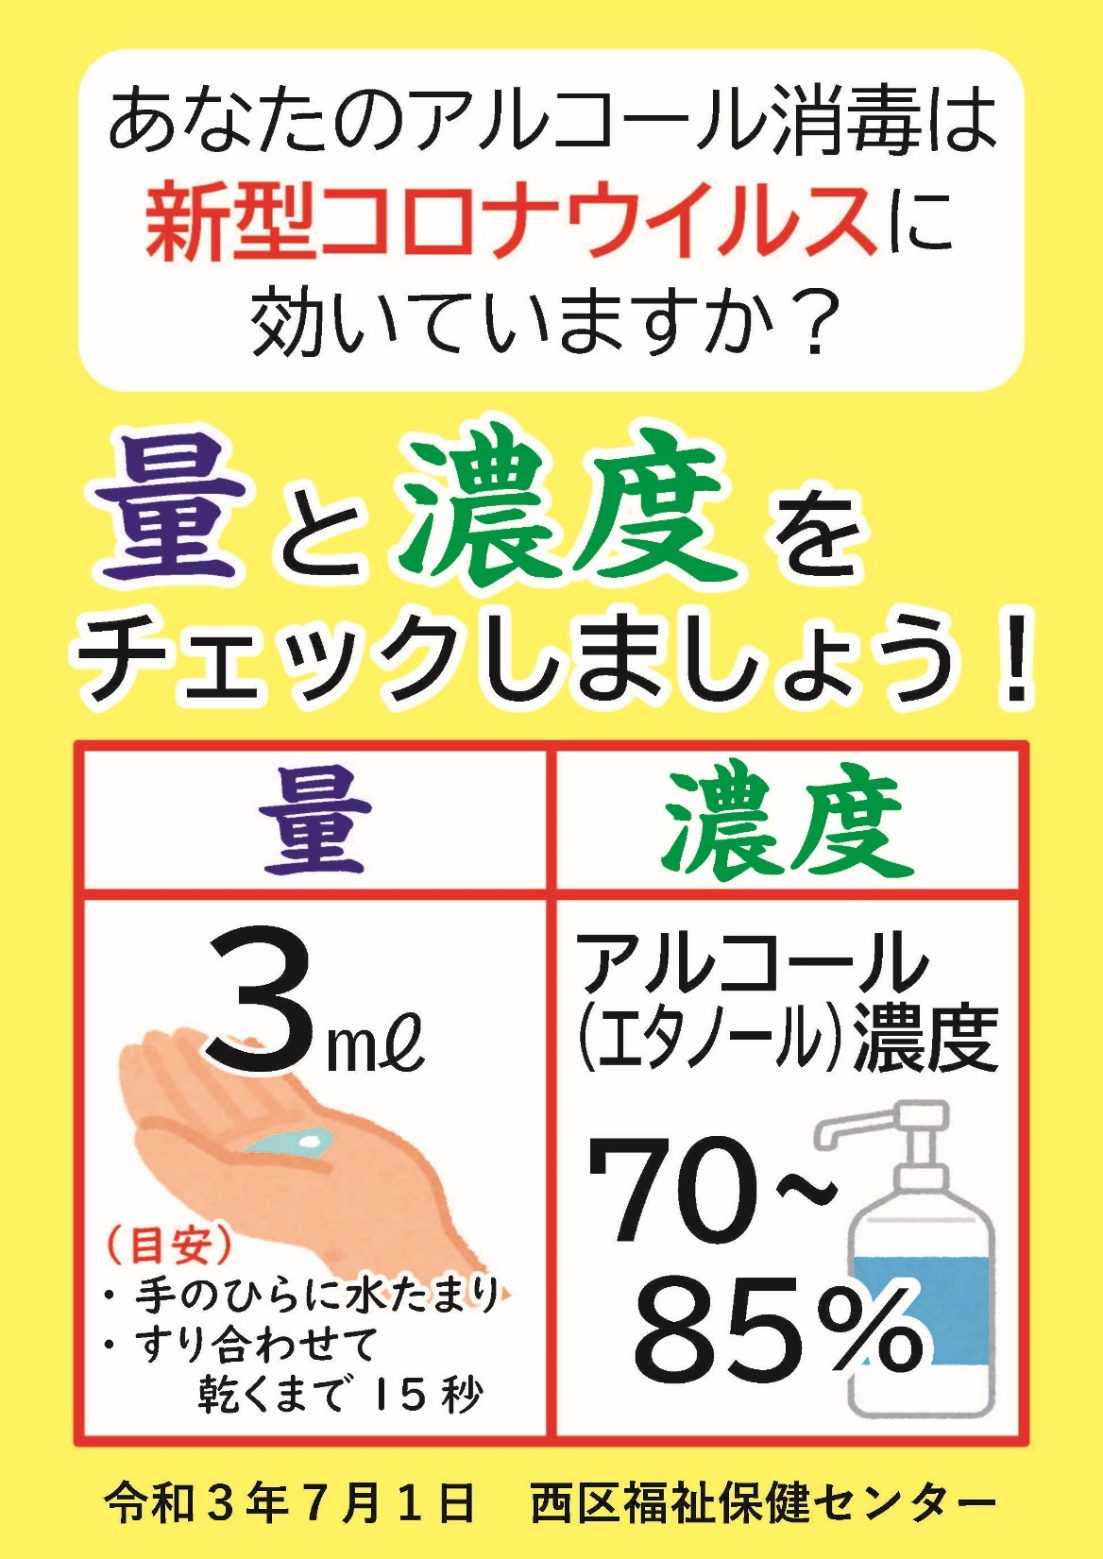 あなたのアルコール消毒は
新型コロナウイルスに
効いていますか？
量と濃度を
チェックしましょう！
量
濃度
3mℓ
（目安）
・手のひらに水たまり
・すり合わせて
乾くまで15秒
アルコール
（エタノール）濃度
70~
85%
令和３年７月１日　西区福祉保健センター